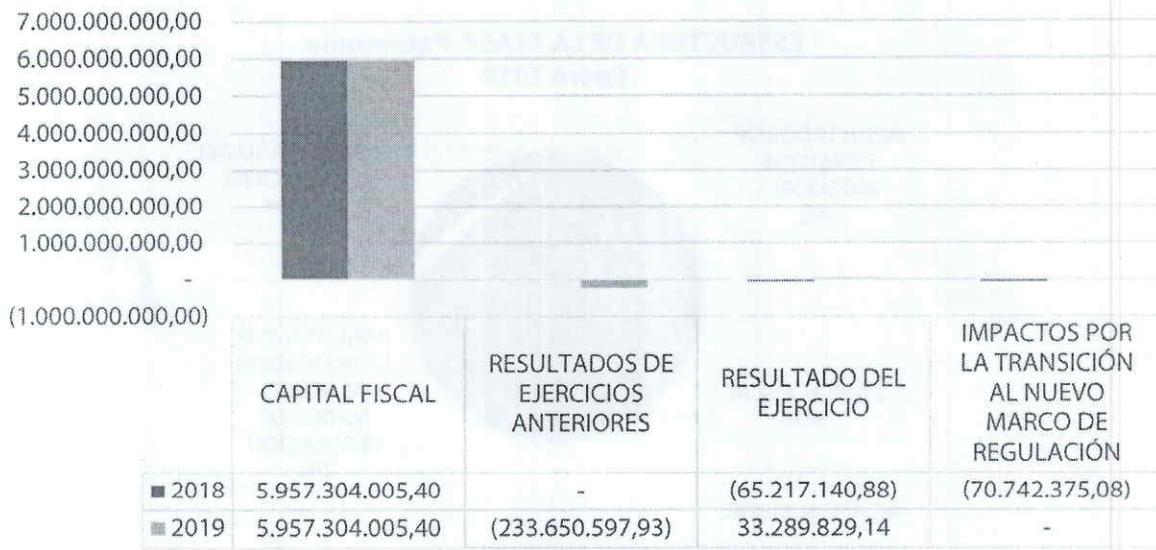 7.000.000.000,00
6.000.000.000,00
5.000.000.000,00
4.000.000.000,00
3.000.000.000,00
2.000.000.000,00
1.000.000.000,00
-
(1.000.000.000,00)
CAPITAL FISCAL
RESULTADOS DE
EJERCICIOS
ANTERIORES
RESULTADO DEL
EJERCICIO
IMPACTOS POR
LA TRANSICIÓN
AL NUEVO
MARCO DE
REGULACIÓN
2018 5.957.304.005,40 - (65.217.140,88) (70.742.375,08)
2019 5.957.304.005,40 (233.650.597,93) 33.289.829,14 -